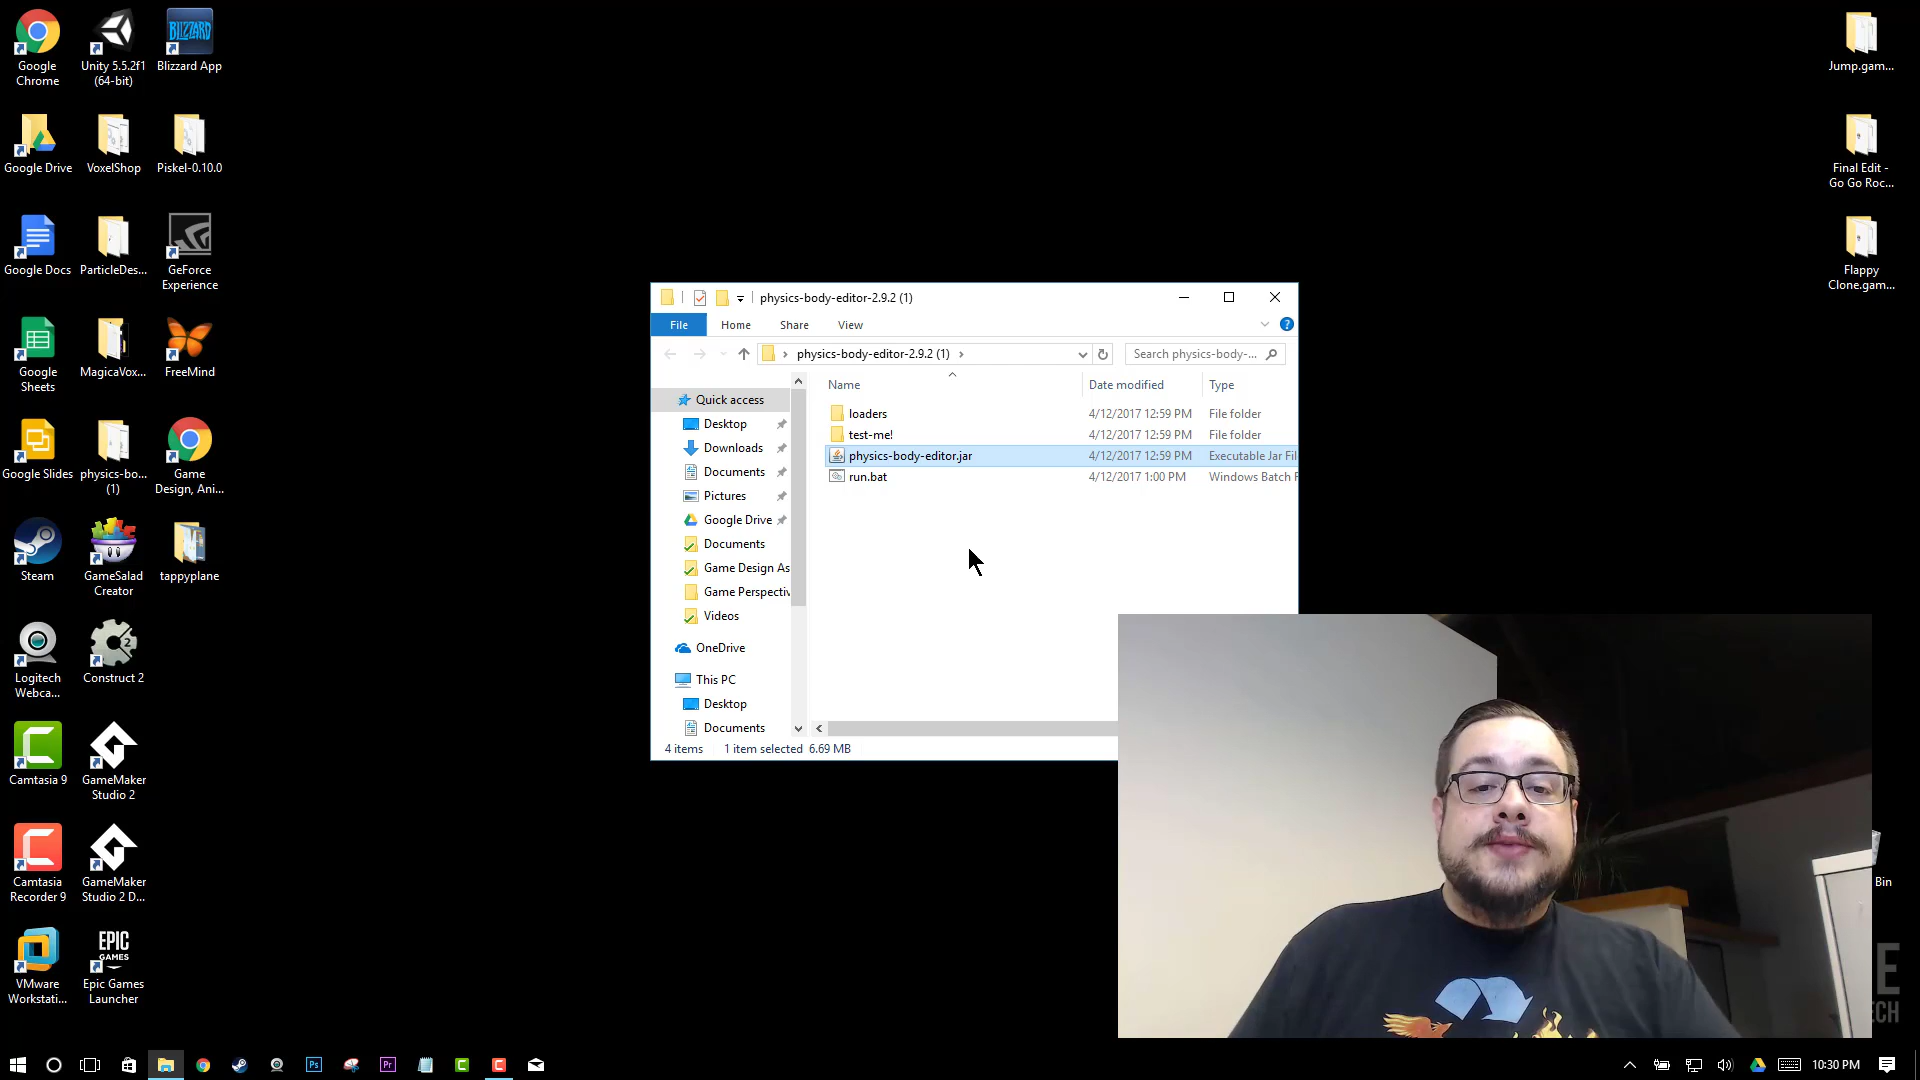 Google
Chrome
Unity 5.5.2f1
(64-bit)
BLIZZARD
Blizzard App
Google Drive
VoxelShop
Piskel-0.10.0
Google Docs
ParticleDes...
GeForce
Experience
Google
Sheets
MagicaVox...
FreeMind
Google Slides
physics-bo...
(1)
Game
Design, Ani...
Steam
GameSalad
Creator
tappyplane
Logitech
Webca...
2
Construct 2
Camtasia 9
GameMaker
Studio 2
Camtasia
Recorder 9
GameMaker
Studio 2 D...
VMware
Workstati...
EPIC
GAMES
Epic Games
Launcher
Jump.gam...
Final Edit -
Go Go Roc...
Flappy
Clone.gam...
physics-body-editor-2.9.2 (1)
File Home Share View
?
physics-body-editor-2.9.2 (1)
Search physics-body-...
Name Date modified Type
loaders 4/12/2017 12:59 PM File folder
test-me! 4/12/2017 12:59 PM File folder
physics-body-editor.jar 4/12/2017 12:59 PM Executable Jar Fil
run.bat 4/12/2017 1:00 PM Windows Batch F
Quick access
Desktop
Downloads
Documents
Pictures
Google Drive
Documents
Game Design As
Game Perspectiv
Videos
OneDrive
This PC
Desktop
Documents
4 items 1 item selected 6.69 MB
Bin
E
ECH
Ps
Pr
10:30 PM